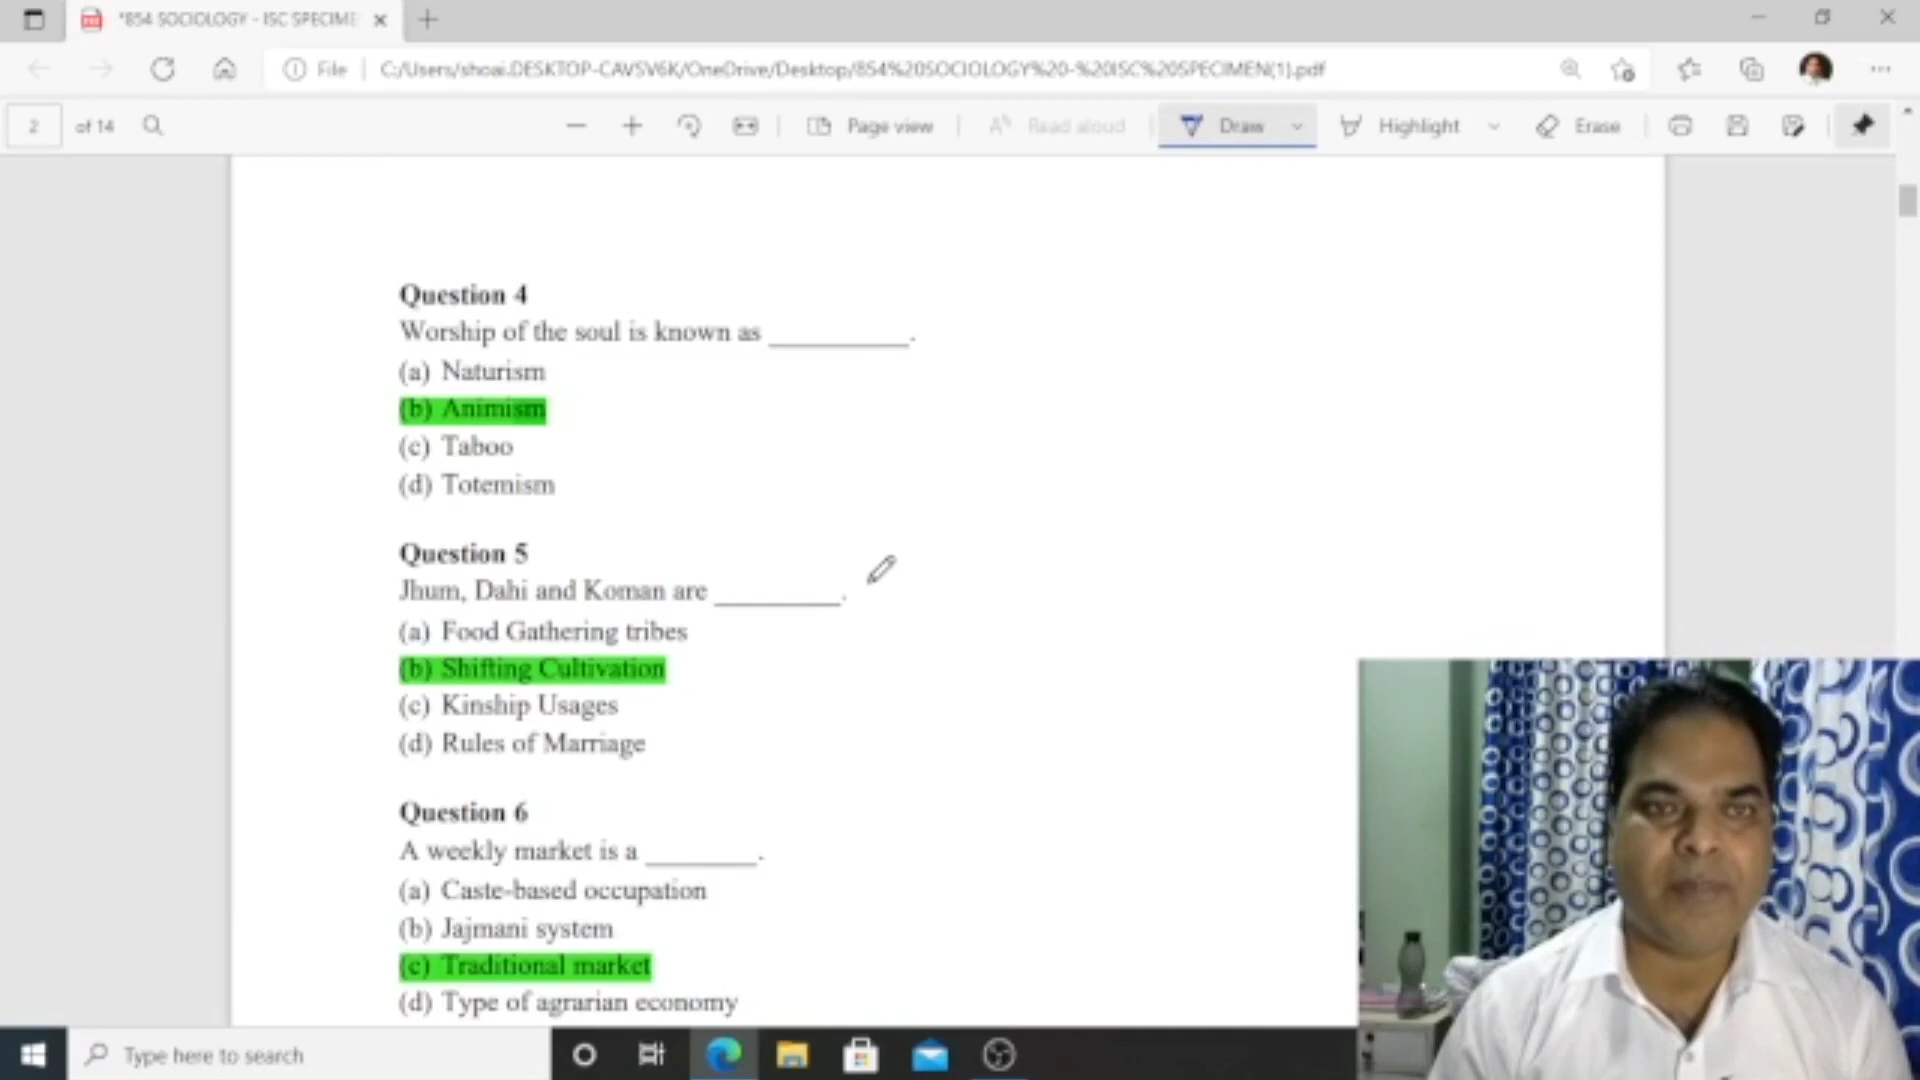 *854 SOCIOLOGY - ISC SPECIME
File
C:/Users/shoai.DESKTOP-CAVSV6K/OneDrive/Desktop/854%20SOCIOLOGY%20-%20ISC%20SPECIMEN(1).pdf
2 of 14
Page view
Read aloud
Draw
Highlight
Erase
Question 4
Worship of the soul is known as __________.
(a) Naturism
(b) Animism
(c) Taboo
(d) Totemism
Question 5
Jhum, Dahi and Koman are _________.
(a) Food Gathering tribes
(b) Shifting Cultivation
(c) Kinship Usages
(d) Rules of Marriage
Question 6
A weekly market is a ________.
(a) Caste-based occupation
(b) Jajmani system
(c) Traditional market
(d) Type of agrarian economy
Type here to search